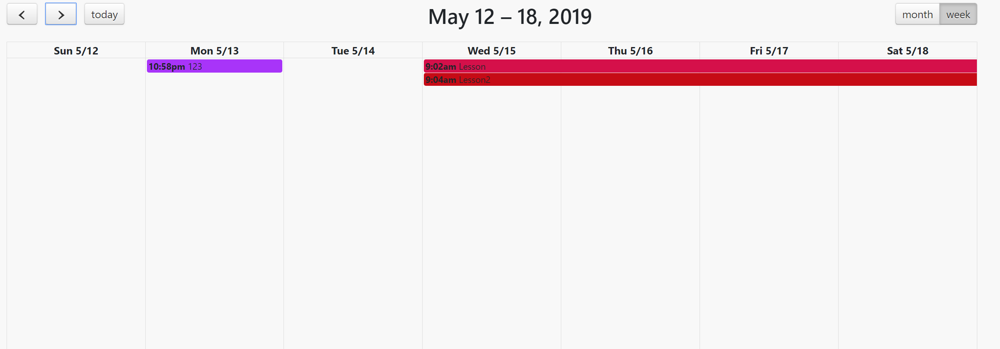 today
May 12 – 18, 2019
month week
Sun 5/12 Mon 5/13 Tue 5/14 Wed 5/15 Thu 5/16 Fri 5/17 Sat 5/18
10:58pm 123
9:02am Lesson
9:04am Lesson2